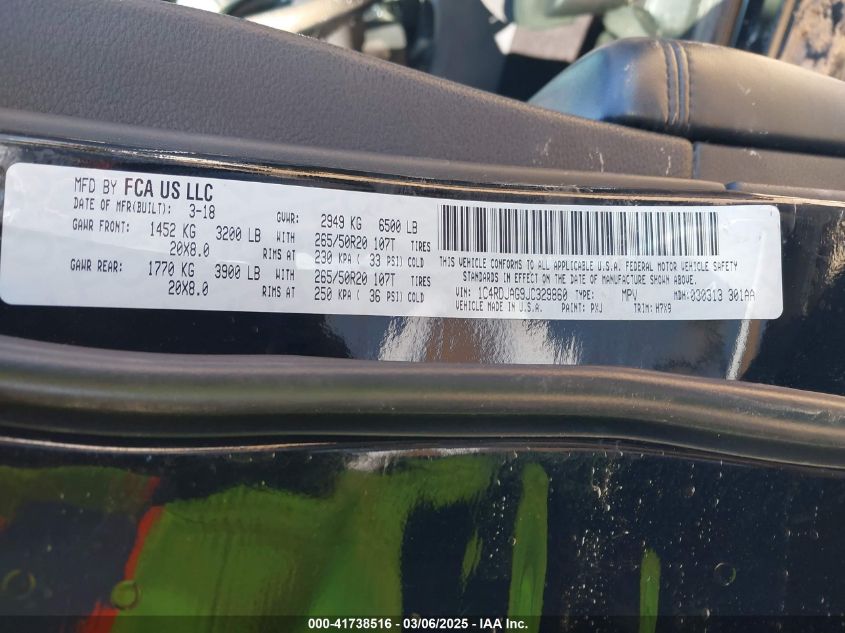 MFD BY FCA US LLC
DATE OF MFR(BUILT): 3-18 GVWR: 2949 KG 6500 LB
GAWR FRONT: 1452 KG 3200 LB WITH 265/50R20 107T TIRES
20X8.0 RIMS AT 230 KPA ( 33 PSI) COLD
GAWR REAR: 1770 KG 3900 LB WITH 265/50R20 107T TIRES
20X8.0 RIMS AT 250 KPA ( 36 PSI) COLD
THIS VEHICLE CONFORMS TO ALL APPLICABLE U.S.A. FEDERAL MOTOR VEHICLE SAFETY
STANDARDS IN EFFECT ON THE DATE OF MANUFACTURE SHOWN ABOVE.
VIN: 1C4RDJAG9JC329860 TYPE: MPV MDH: 030313 301AA
VEHICLE MADE IN U.S.A. PAINT: PXJ TRIM: H7X9
000-41738516 - 03/06/2025 - IAA Inc.